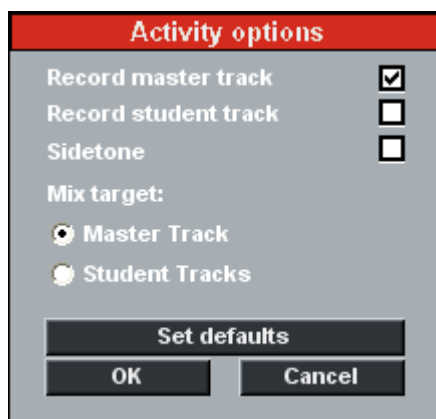 Activity options
Record master track
Record student track
Sidetone
Mix target:
Master Track
Student Tracks
Set defaults
OK Cancel